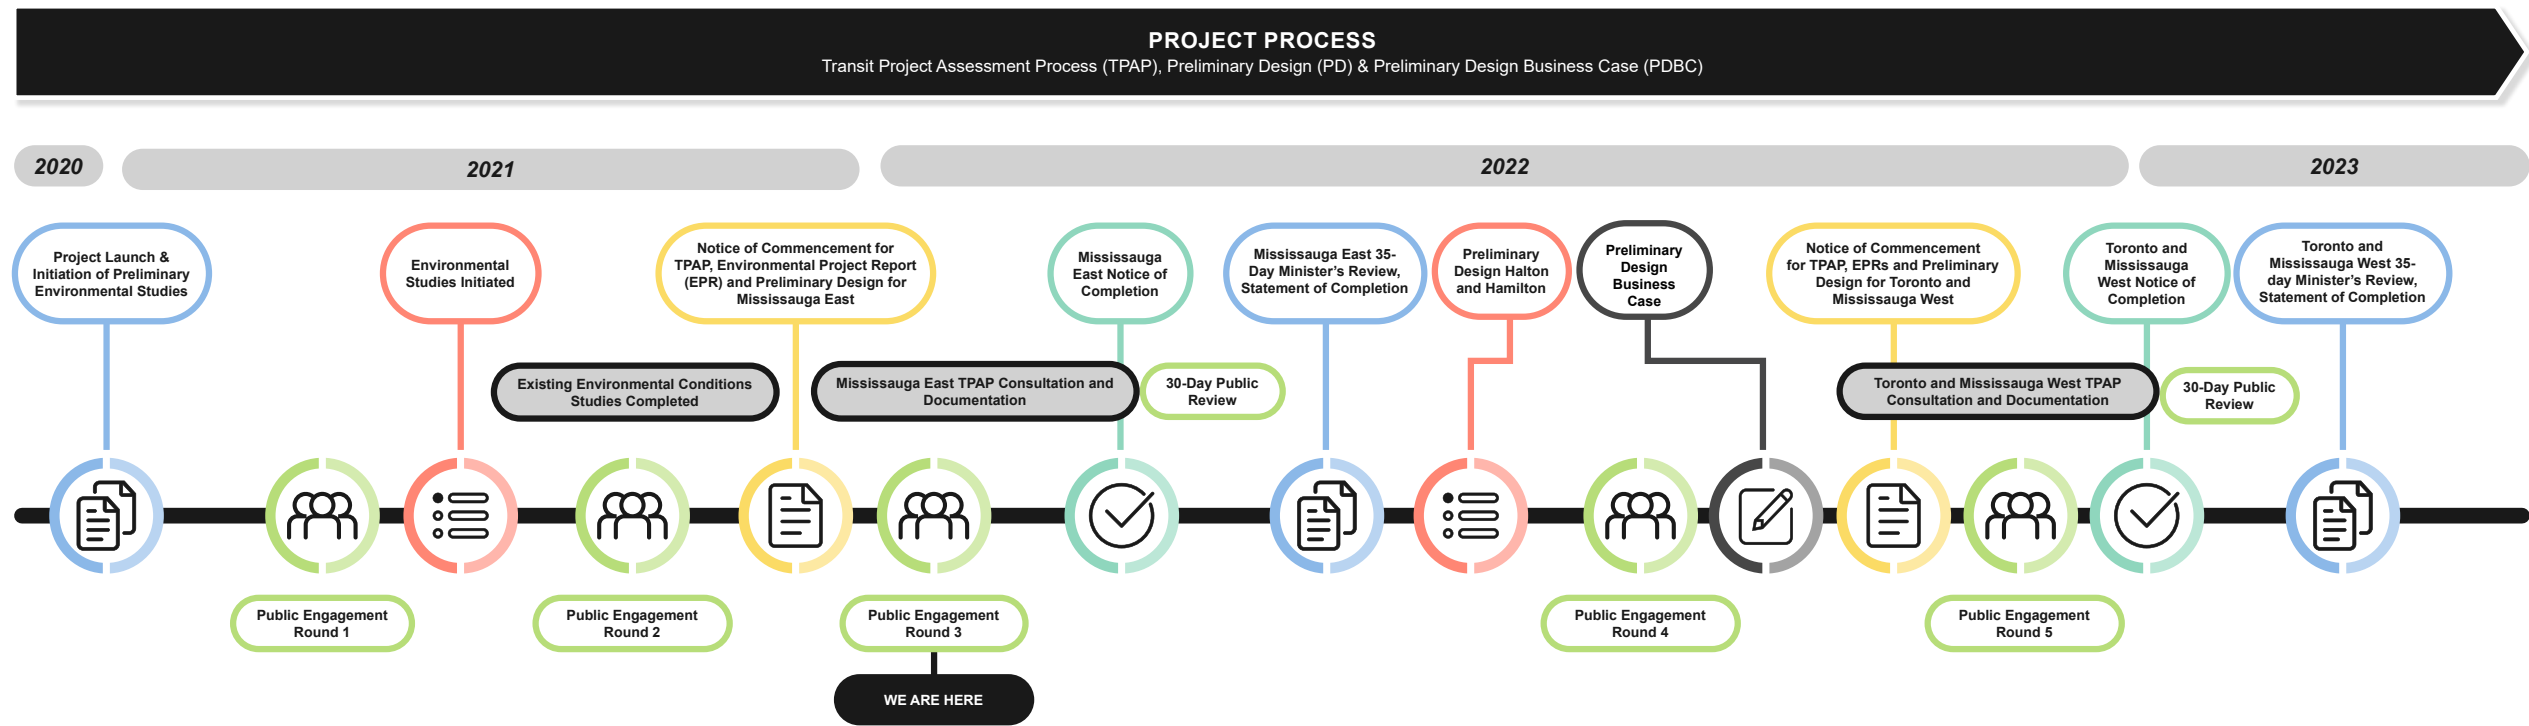 PROJECT PROCESS
Transit Project Assessment Process (TPAP), Preliminary Design (PD) & Preliminary Design Business Case (PDBC)
2020
2021
2022
2023
Project Launch &
Initiation of Preliminary
Environmental Studies
Environmental
Studies Initiated
Notice of Commencement for
TPAP, Environmental Project Report
(EPR) and Preliminary Design for
Mississauga East
Mississauga
East Notice of
Completion
Mississauga East 35-
Day Minister's Review,
Statement of Completion
Preliminary
Design Halton
and Hamilton
Preliminary
Design
Business
Case
Notice of Commencement
for TPAP, EPRs and Preliminary
Design for Toronto and
Mississauga West
Toronto and
Mississauga
West Notice of
Completion
Toronto and
Mississauga West 35-
day Minister's Review,
Statement of Completion
Existing Environmental Conditions
Studies Completed
Mississauga East TPAP Consultation and
Documentation
30-Day Public
Review
Toronto and Mississauga West TPAP
Consultation and Documentation
30-Day Public
Review
Public Engagement
Round 1
Public Engagement
Round 2
Public Engagement
Round 3
Public Engagement
Round 4
Public Engagement
Round 5
WE ARE HERE